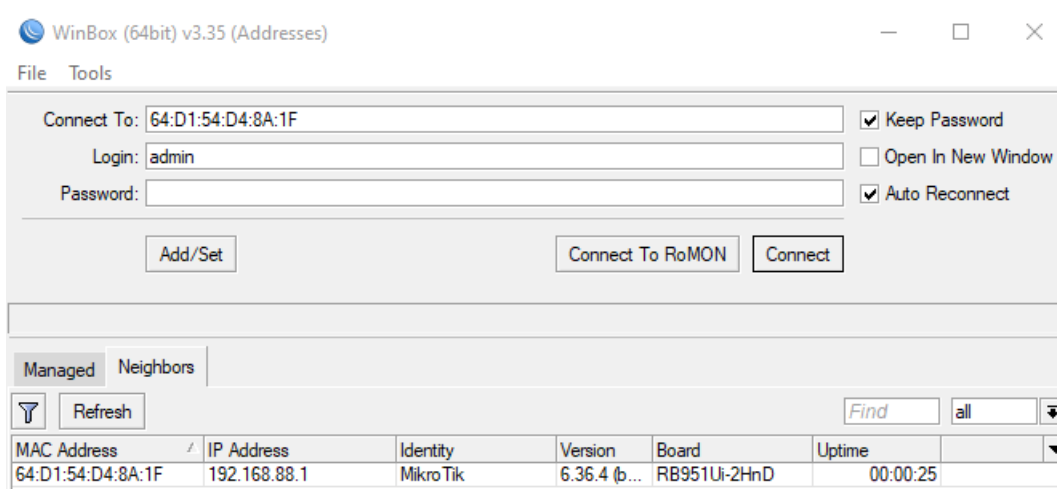 WinBox (64bit) v3.35 (Addresses)
File Tools
Connect To: 64:D1:54:D4:8A:1F
Keep Password
Login: admin
Open In New Window
Password:
Auto Reconnect
Add/Set Connect To RoMON Connect
Managed Neighbors
Refresh Find all
MAC Address IP Address Identity Version Board Uptime
64:D1:54:D4:8A:1F 192.168.88.1 MikroTik 6.36.4 (b... RB951Ui-2HnD 00:00:25